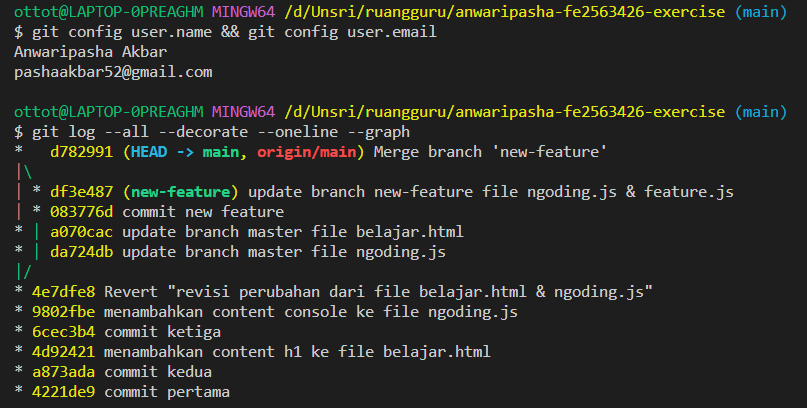 ottot@LAPTOP-0PREAGHM MINGW64 /d/Unsri/ruangguru/anwaripasha-fe2563426-exercise (main)
$ git config user.name && git config user.email
Anwaripasha Akbar
pashaakbar52@gmail.com
ottot@LAPTOP-0PREAGHM MINGW64 /d/Unsri/ruangguru/anwaripasha-fe2563426-exercise (main)
$ git log --all --decorate --oneline --graph
*   d782991 (HEAD -> main, origin/main) Merge branch 'new-feature'
|\
| * df3e487 (new-feature) update branch new-feature file ngoding.js & feature.js
| * 083776d commit new feature
* | a070cac update branch master file belajar.html
* | da724db update branch master file ngoding.js
|/
* 4e7dfe8 Revert "revisi perubahan dari file belajar.html & ngoding.js"
* 9802fbe menambahkan content console ke file ngoding.js
* 6cec3b4 commit ketiga
* 4d92421 menambahkan content h1 ke file belajar.html
* a873ada commit kedua
* 4221de9 commit pertama